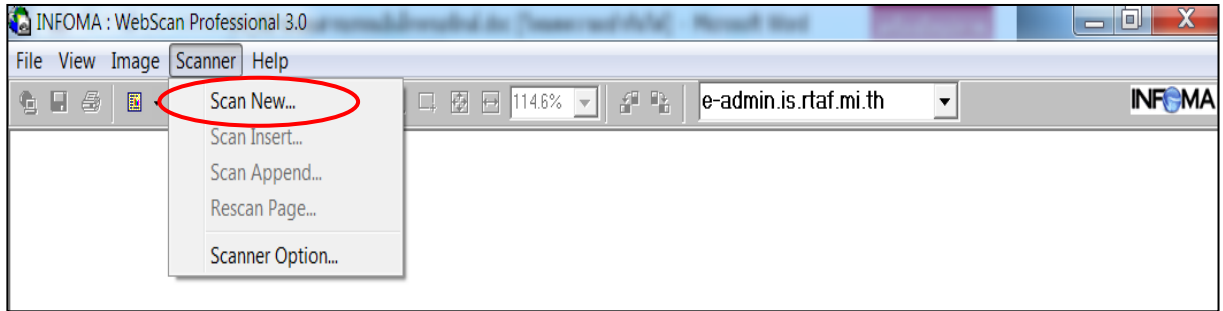 INFOMA : WebScan Professional 3.0
File View Image Scanner Help
114.6% e-admin.is.rtaf.mi.th INFOMA
Scan New...
Scan Insert...
Scan Append...
Rescan Page...
Scanner Option...